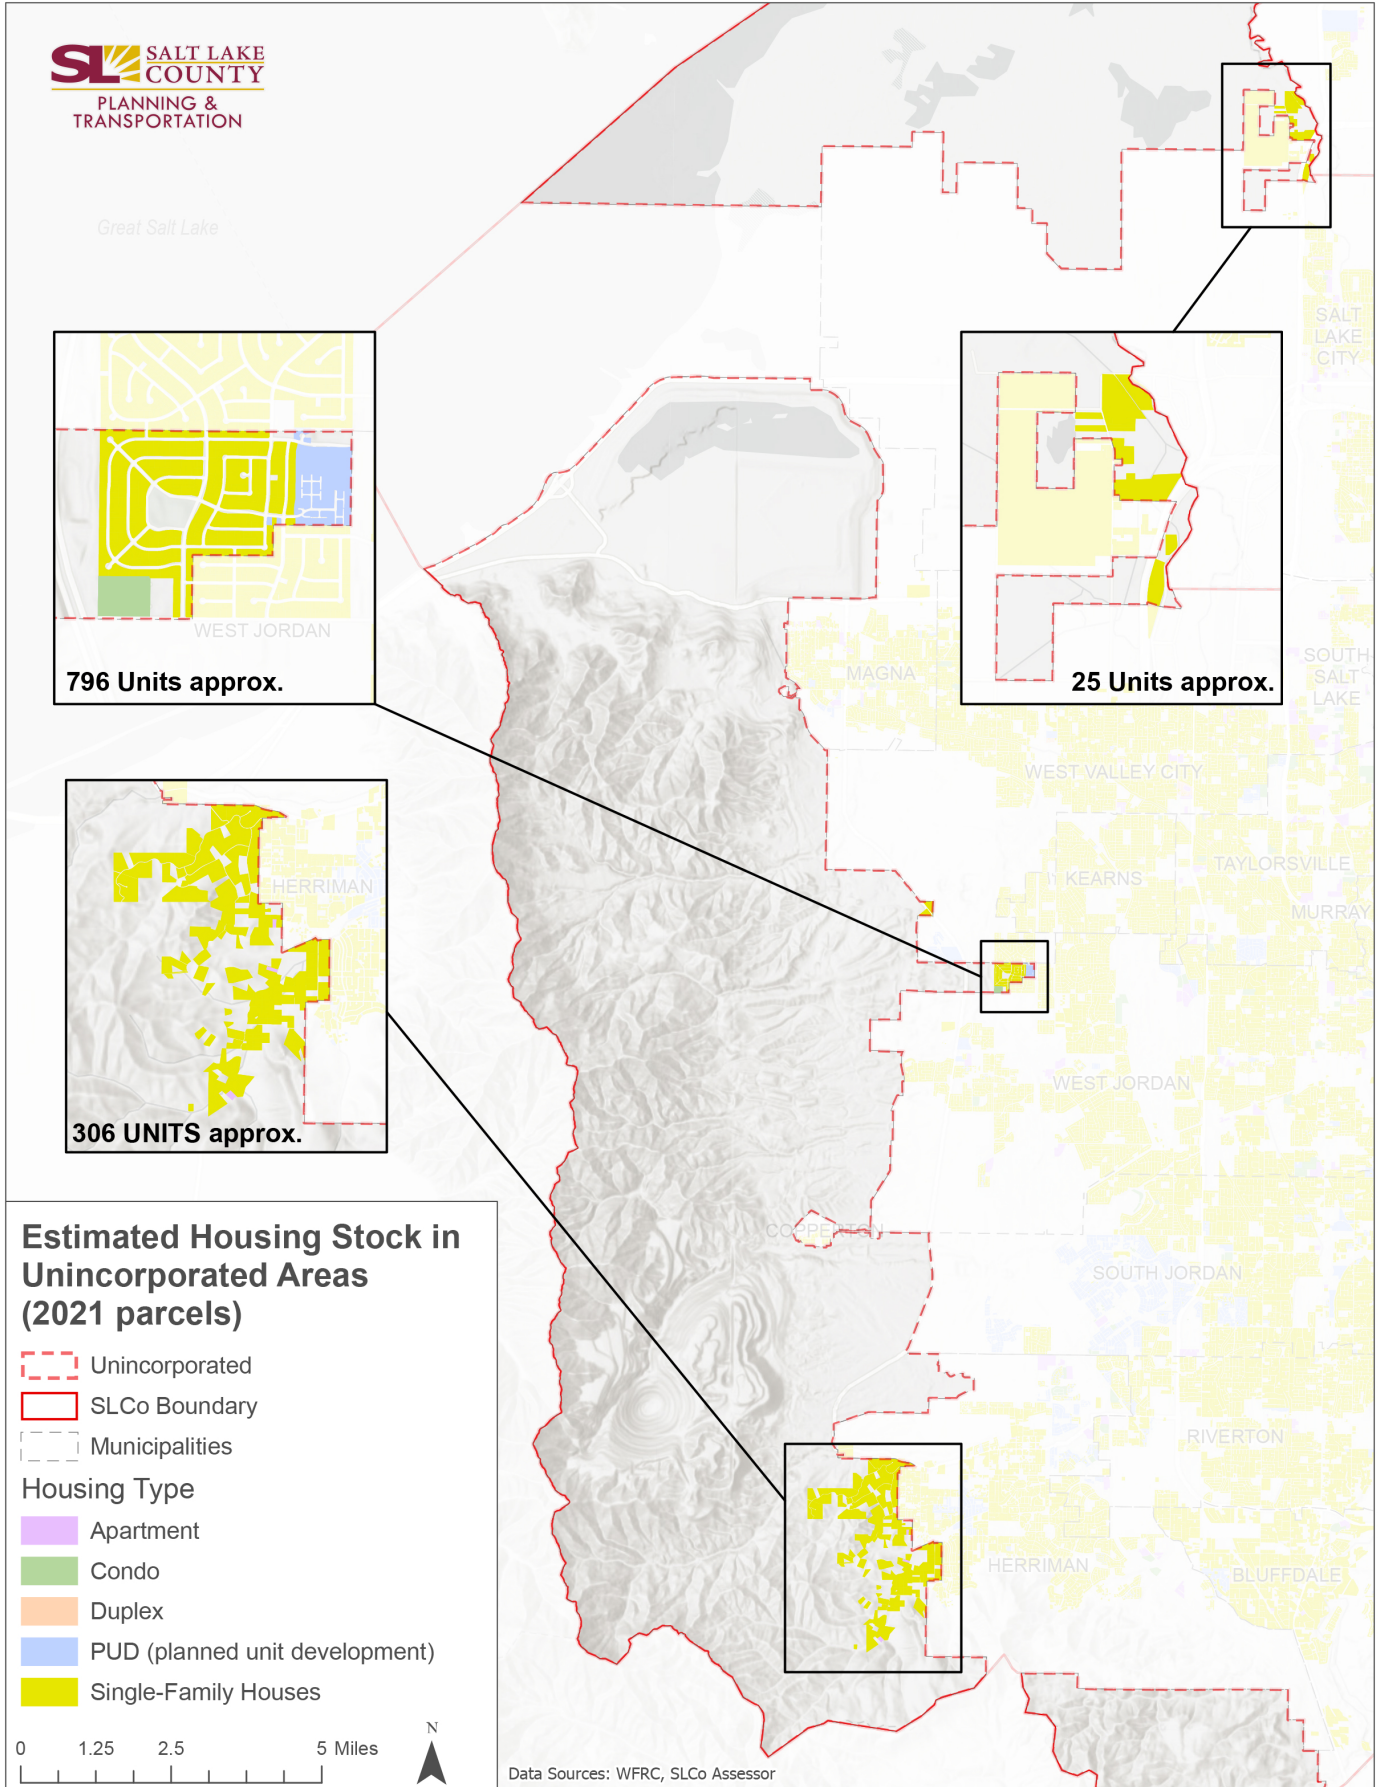 SL SALT LAKE
COUNTY
PLANNING &
TRANSPORTATION
Great Salt Lake
SALT
LAKE
CITY
WEST JORDAN
796 Units approx.
25 Units approx.
MAGNA
SOUTH
SALT
LAKE
WEST VALLEY CITY
HERRIMAN
306 UNITS approx.
KEARNS
TAYLORSVILLE
MURRAY
WEST JORDAN
COPPERTON
SOUTH JORDAN
RIVERTON
HERRIMAN
BLUFFDALE
Estimated Housing Stock in
Unincorporated Areas
(2021 parcels)
Unincorporated
SLCo Boundary
Municipalities
Housing Type
Apartment
Condo
Duplex
PUD (planned unit development)
Single-Family Houses
N
0 1.25 2.5 5 Miles
Data Sources: WFRC, SLCo Assessor